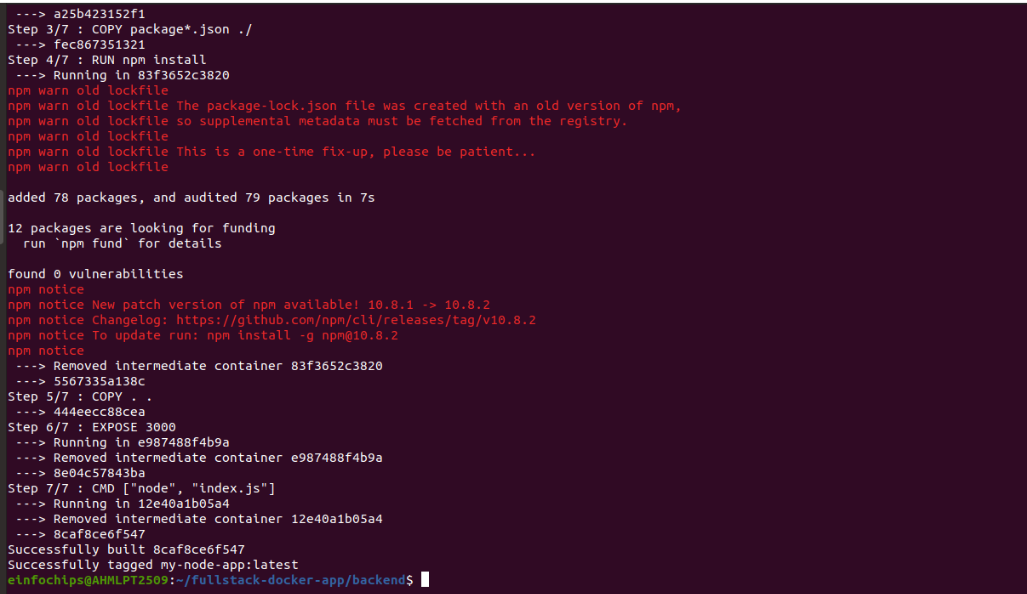 ---> a25b423152f1
Step 3/7 : COPY package*.json ./
---> fec867351321
Step 4/7 : RUN npm install
---> Running in 83f3652c3820
npm warn old lockfile
npm warn old lockfile The package-lock.json file was created with an old version of npm,
npm warn old lockfile so supplemental metadata must be fetched from the registry.
npm warn old lockfile
npm warn old lockfile This is a one-time fix-up, please be patient...
npm warn old lockfile
added 78 packages, and audited 79 packages in 7s
12 packages are looking for funding
run `npm fund` for details
found 0 vulnerabilities
npm notice
npm notice New patch version of npm available! 10.8.1 -> 10.8.2
npm notice Changelog: https://github.com/npm/cli/releases/tag/v10.8.2
npm notice To update run: npm install -g npm@10.8.2
npm notice
---> Removed intermediate container 83f3652c3820
---> 5567335a138c
Step 5/7 : COPY . .
---> 444eecc88cea
Step 6/7 : EXPOSE 3000
---> Running in e987488f4b9a
---> Removed intermediate container e987488f4b9a
---> 8e04c57843ba
Step 7/7 : CMD ["node", "index.js"]
---> Running in 12e40a1b05a4
---> Removed intermediate container 12e40a1b05a4
---> 8caf8ce6f547
Successfully built 8caf8ce6f547
Successfully tagged my-node-app:latest
einfochips@AHMLPT2509:~/fullstack-docker-app/backend$